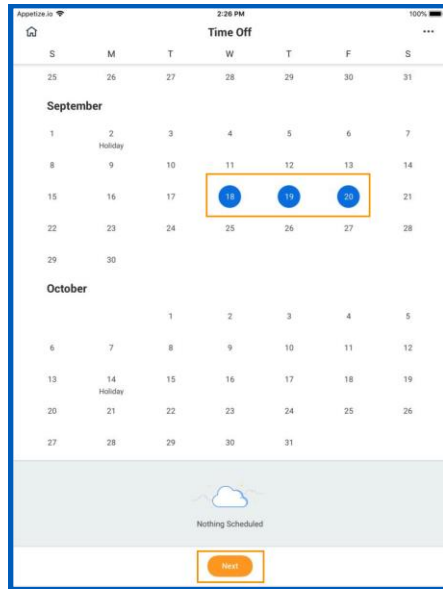 Appetize.io 2:26 PM 100%
Time Off
S M T W T F S
25 26 27 28 29 30 31
September
1 2 3 4 5 6 7
Holiday
8 9 10 11 12 13 14
15 16 17 18 19 20 21
22 23 24 25 26 27 28
29 30
October
1 2 3 4 5
6 7 8 9 10 11 12
13 14 15 16 17 18 19
Holiday
20 21 22 23 24 25 26
27 28 29 30 31
Nothing Scheduled
Next